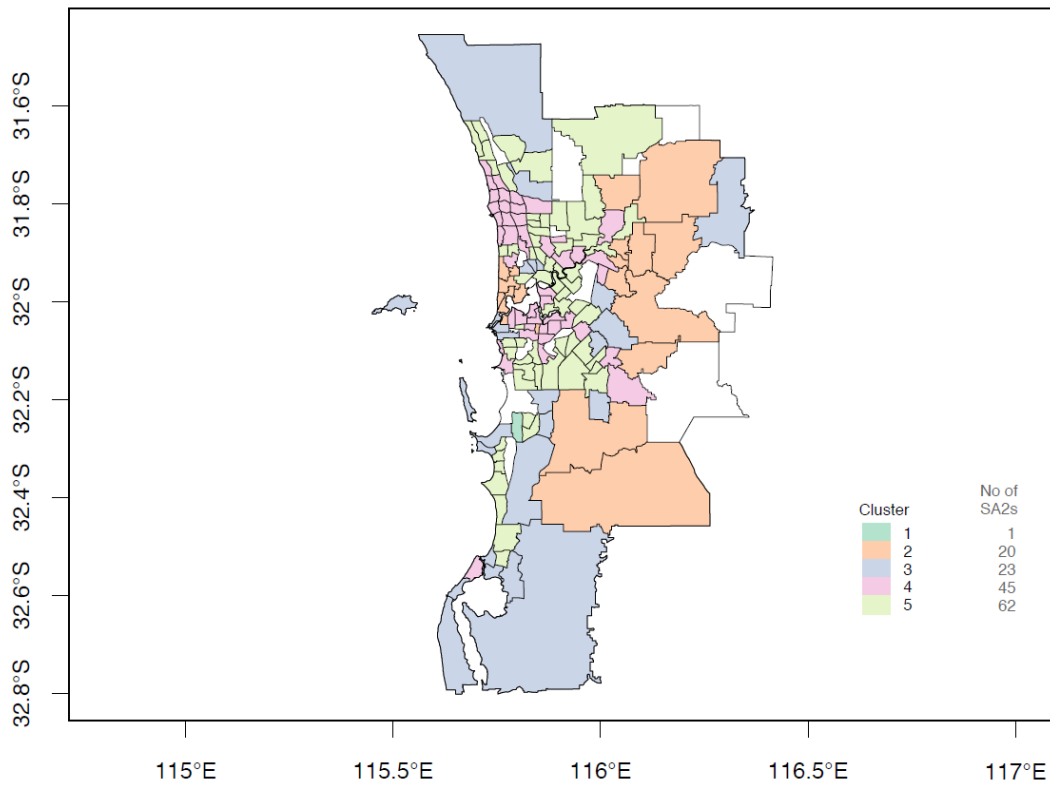 31.6°S
31.8°S
32°S
32.2°S
32.4°S
32.6°S
32.8°S
115°E
115.5°E
116°E
116.5°E
117°E
Cluster No of SA2s
1 1
2 20
3 23
4 45
5 62